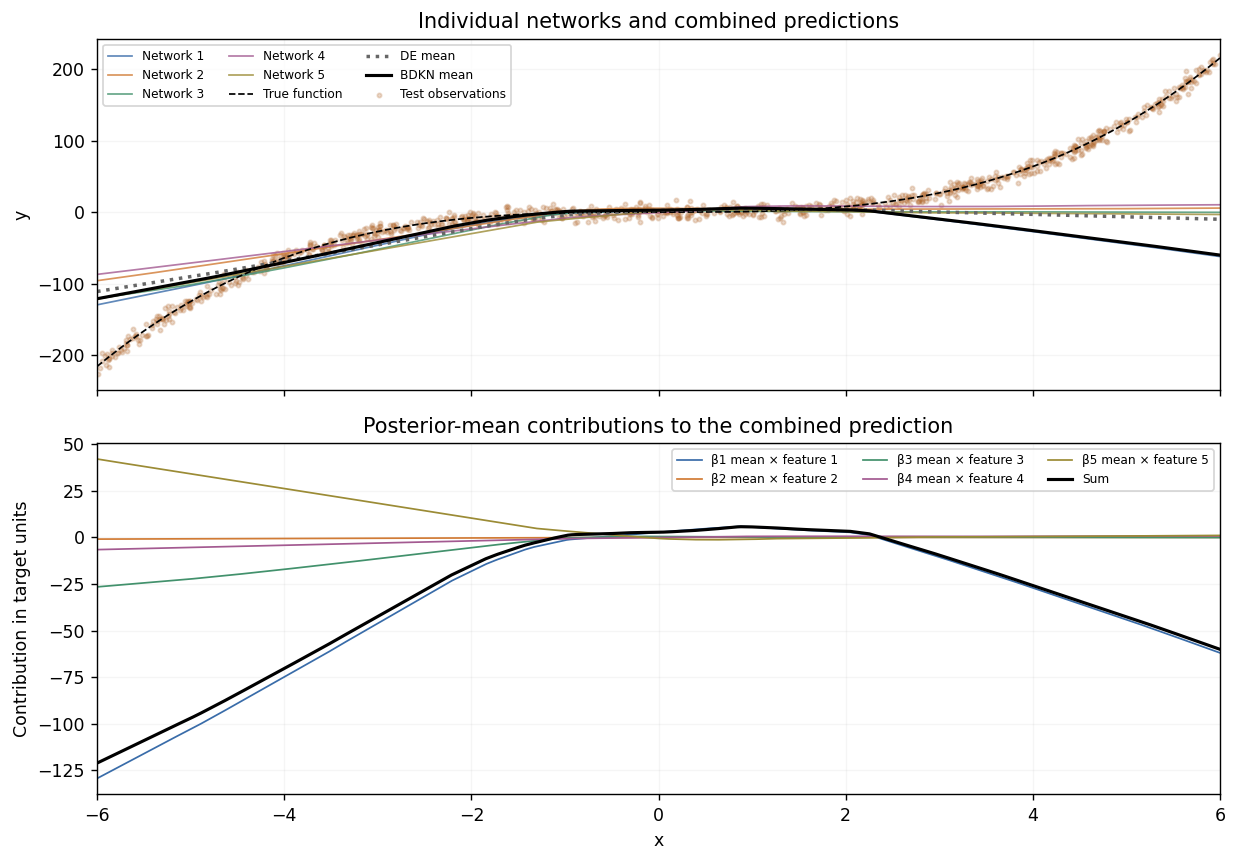 Individual networks and combined predictions
Network 1 Network 4 DE mean
Network 2 Network 5 BDKN mean
Network 3 True function Test observations
200
100
0
−100
−200
y
Posterior-mean contributions to the combined prediction
β1 mean × feature 1 β3 mean × feature 3 β5 mean × feature 5
β2 mean × feature 2 β4 mean × feature 4 Sum
50
25
0
−25
−50
−75
−100
−125
Contribution in target units
−6 −4 −2 0 2 4 6
x